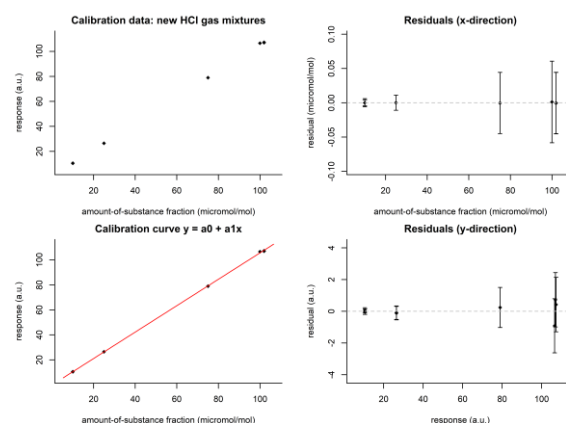 Calibration data: new HCl gas mixtures
response (a.u.)
100
80
60
40
20
20 40 60 80 100
amount-of-substance fraction (micromol/mol)
Residuals (x-direction)
residual (micromol/mol)
0.10
0.05
0.00
-0.05
-0.10
20 40 60 80 100
amount-of-substance fraction (micromol/mol)
Calibration curve y = a0 + a1x
response (a.u.)
100
80
60
40
20
20 40 60 80 100
amount-of-substance fraction (micromol/mol)
Residuals (y-direction)
residual (a.u.)
4
2
0
-2
-4
20 40 60 80 100
response (a.u.)